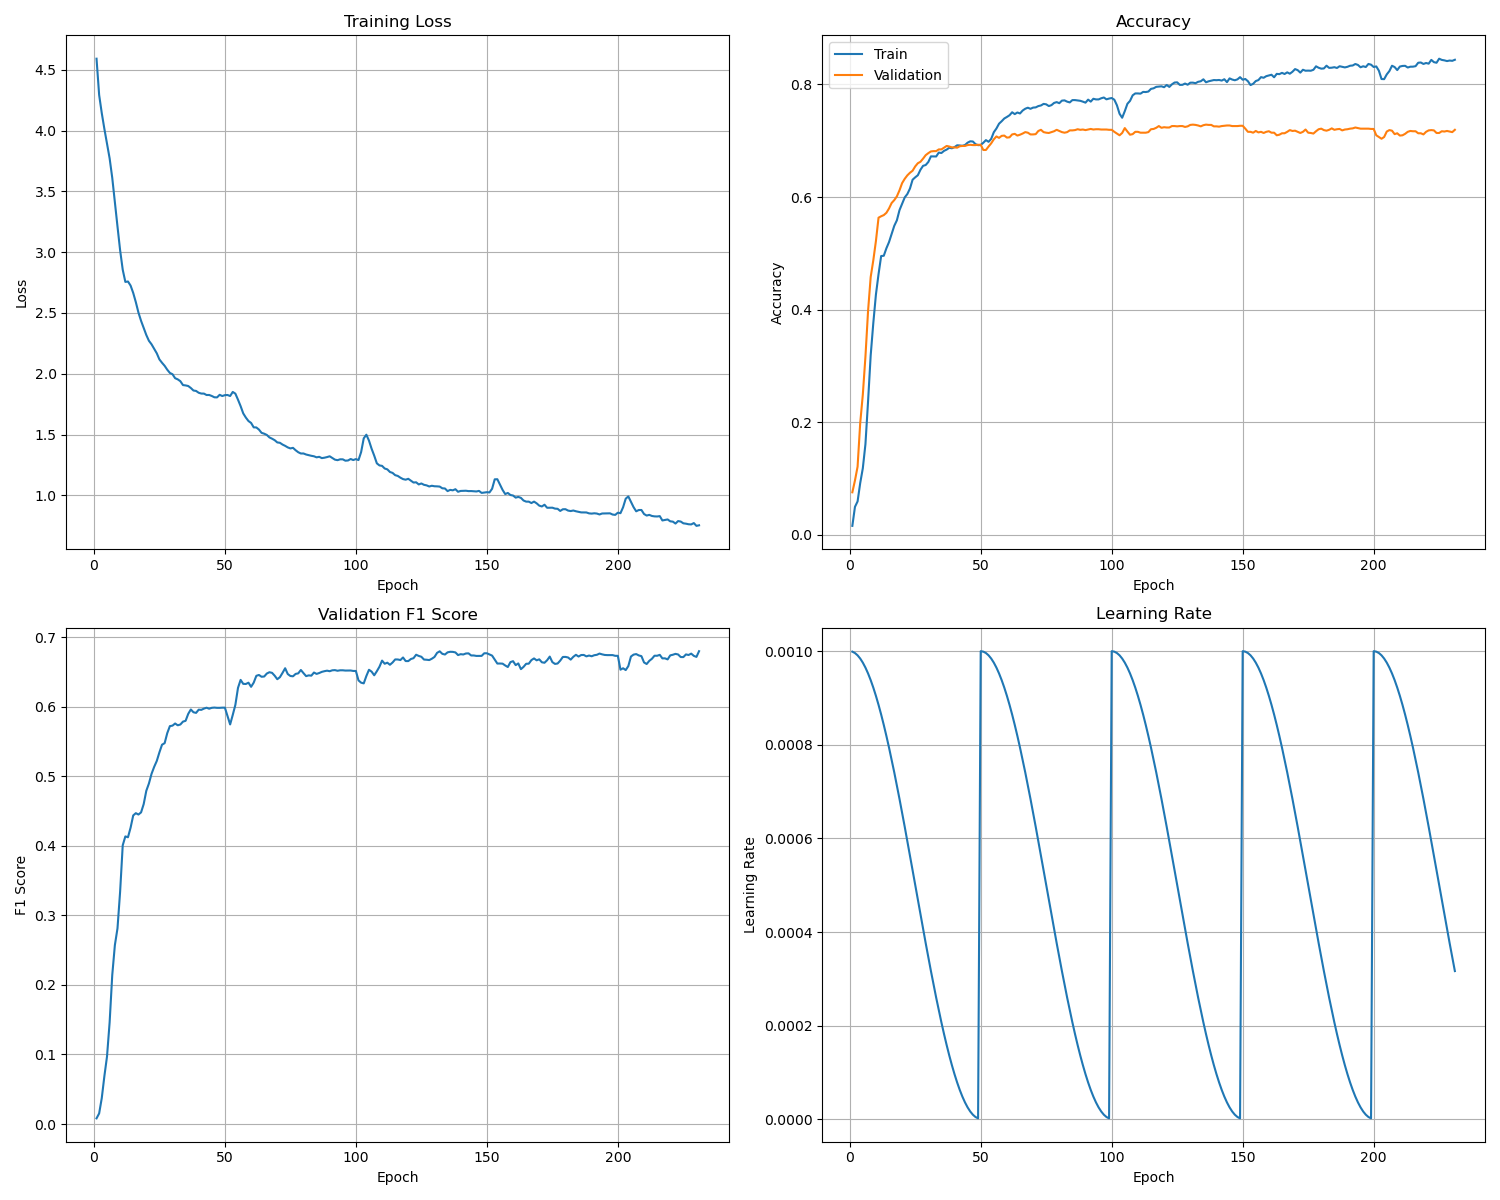 Training Loss
Loss
4.5
4.0
3.5
3.0
2.5
2.0
1.5
1.0
0 50 100 150 200
Epoch
Accuracy
Train
Validation
Accuracy
0.8
0.6
0.4
0.2
0.0
0 50 100 150 200
Epoch
Validation F1 Score
F1 Score
0.7
0.6
0.5
0.4
0.3
0.2
0.1
0.0
0 50 100 150 200
Epoch
Learning Rate
Learning Rate
0.0010
0.0008
0.0006
0.0004
0.0002
0.0000
0 50 100 150 200
Epoch